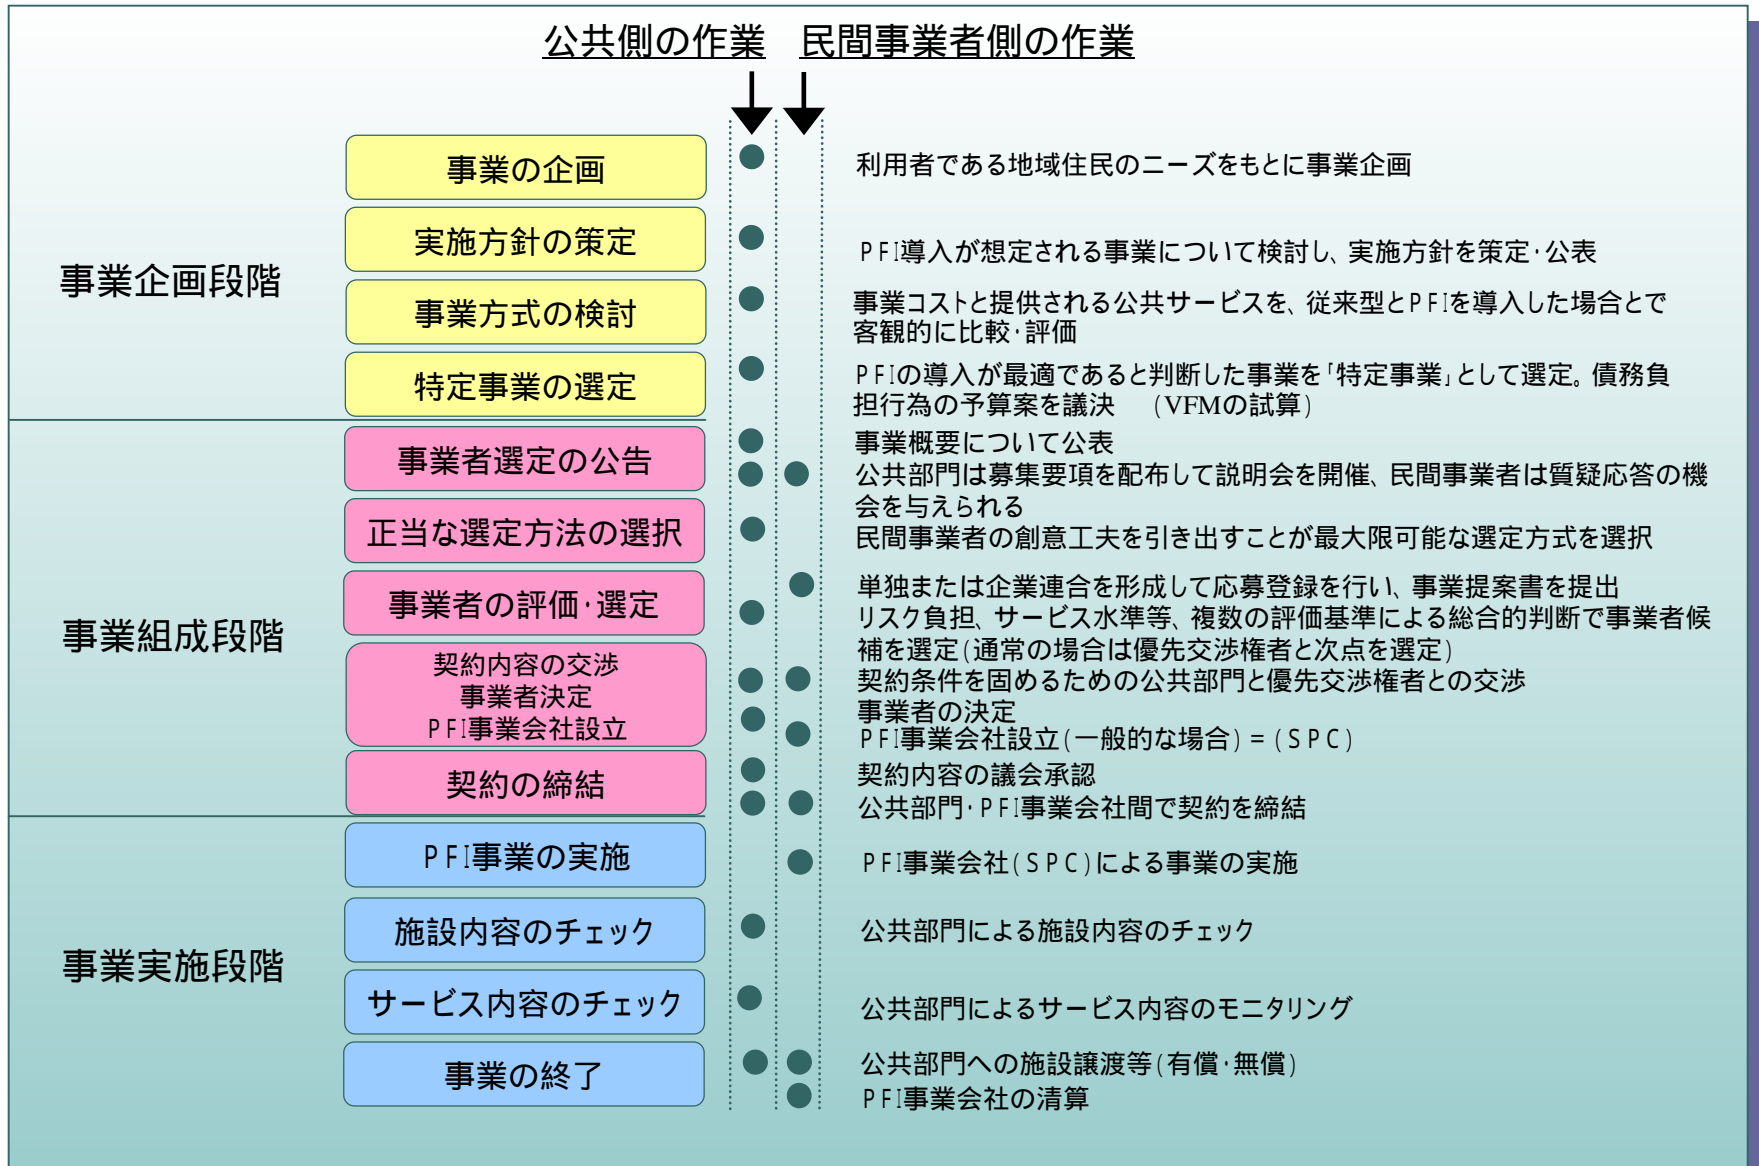 公共側の作業 民間事業者側の作業
事業企画段階
事業の企画
利用者である地域住民のニーズをもとに事業企画
実施方針の策定
PFI導入が想定される事業について検討し、実施方針を策定・公表
事業方式の検討
事業コストと提供される公共サービスを、従来型とPFIを導入した場合とで
客観的に比較・評価
特定事業の選定
PFIの導入が最適であると判断した事業を「特定事業」として選定。債務負
担行為の予算案を議決 (VFMの試算)
事業組成段階
事業者選定の公告
事業概要について公表
公共部門は募集要項を配布して説明会を開催、民間事業者は質疑応答の機
会を与えられる
正当な選定方法の選択
民間事業者の創意工夫を引き出すことが最大限可能な選定方式を選択
事業者の評価・選定
単独または企業連合を形成して応募登録を行い、事業提案書を提出
リスク負担、サービス水準等、複数の評価基準による総合的判断で事業者候
補を選定(通常の場合は優先交渉権者と次点を選定)
契約内容の交渉
事業者決定
PFI事業会社設立
契約条件を固めるための公共部門と優先交渉権者との交渉
事業者の決定
PFI事業会社設立(一般的な場合)=(SPC)
契約の締結
契約内容の議会承認
公共部門・PFI事業会社間で契約を締結
事業実施段階
PFI事業の実施
PFI事業会社(SPC)による事業の実施
施設内容のチェック
公共部門による施設内容のチェック
サービス内容のチェック
公共部門によるサービス内容のモニタリング
事業の終了
公共部門への施設譲渡等(有償・無償)
PFI事業会社の清算